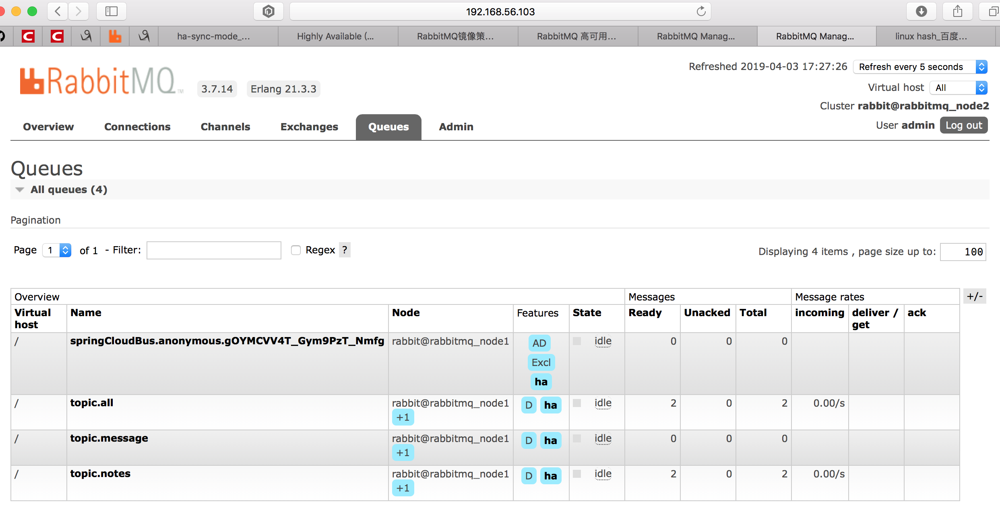 192.168.56.103
ha-sync-mode_... Highly Available (... RabbitMQ镜像策... RabbitMQ 高可用... RabbitMQ Manag... RabbitMQ Manag... linux hash_百度...
RabbitMQ TM 3.7.14 Erlang 21.3.3
Refreshed 2019-04-03 17:27:26 Refresh every 5 seconds
Virtual host All
Cluster rabbit@rabbitmq_node2
User admin Log out
Overview Connections Channels Exchanges Queues Admin
Queues
All queues (4)
Pagination
Page 1 of 1 - Filter: Regex ? Displaying 4 items , page size up to: 100
Overview Messages Message rates +/-
Virtual host Name Node Features State Ready Unacked Total incoming deliver / get ack
/ springCloudBus.anonymous.gOYMCVV4T_Gym9PzT_Nmfg rabbit@rabbitmq_node1 AD Excl ha idle 0 0 0
/ topic.all rabbit@rabbitmq_node1 +1 D ha idle 2 0 2 0.00/s
/ topic.message rabbit@rabbitmq_node1 +1 D ha idle 0 0 0
/ topic.notes rabbit@rabbitmq_node1 +1 D ha idle 2 0 2 0.00/s